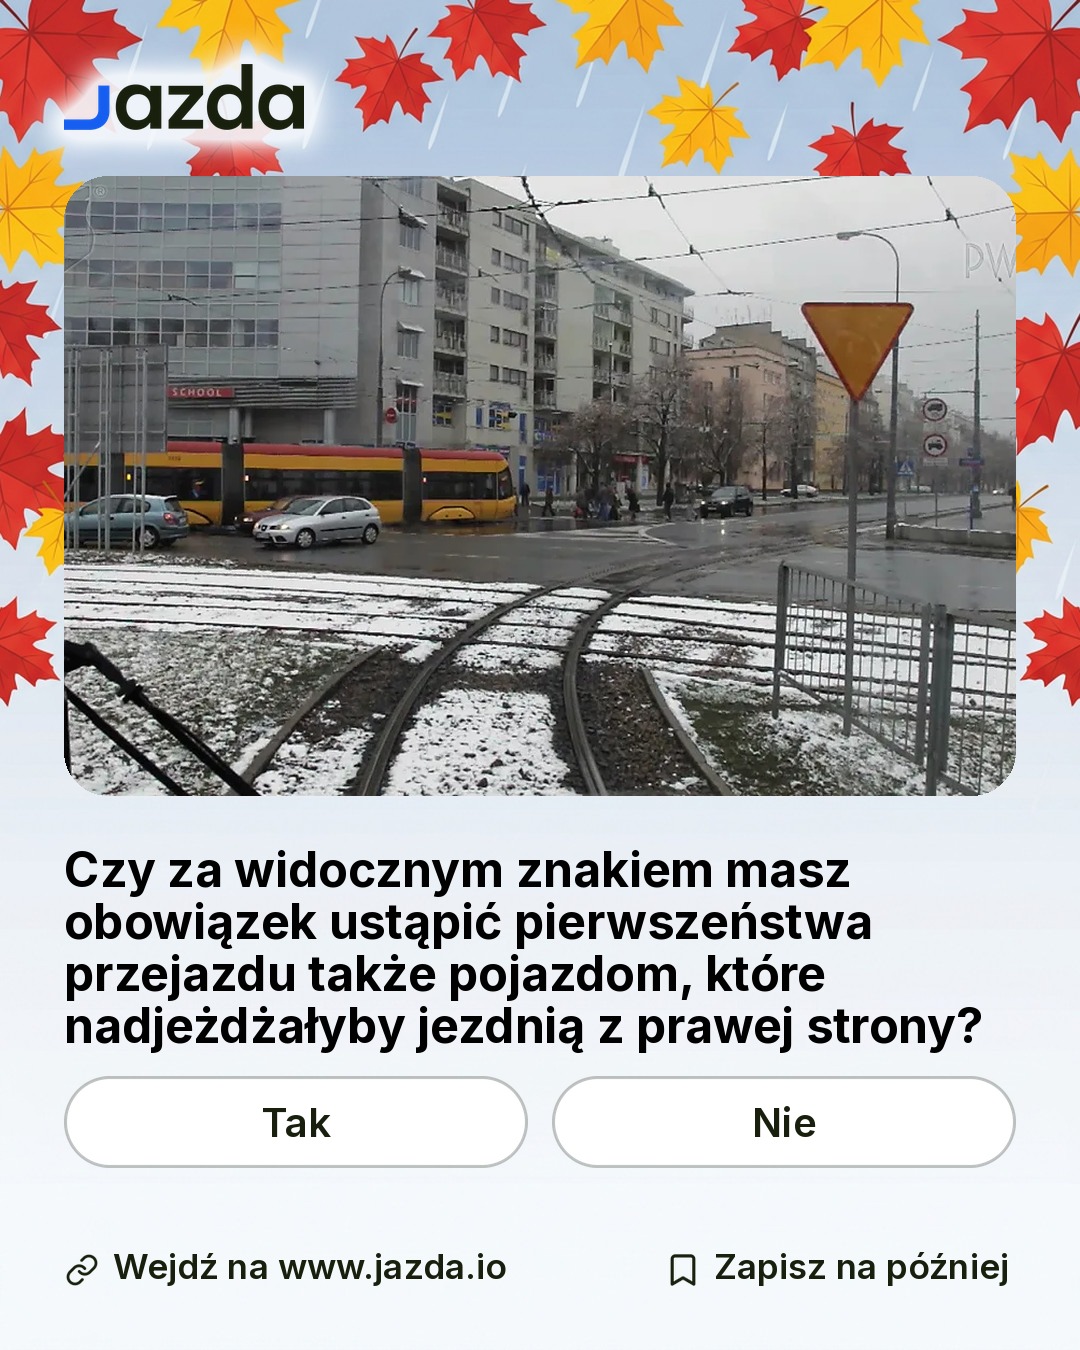 Jazda
®
PW
SCHOOL
Czy za widocznym znakiem masz
obowiązek ustąpić pierwszeństwa
przejazdu także pojazdom, które
nadjeżdżałyby jezdnią z prawej strony?
Tak
Nie
Wejdź na www.jazda.io
Zapisz na później